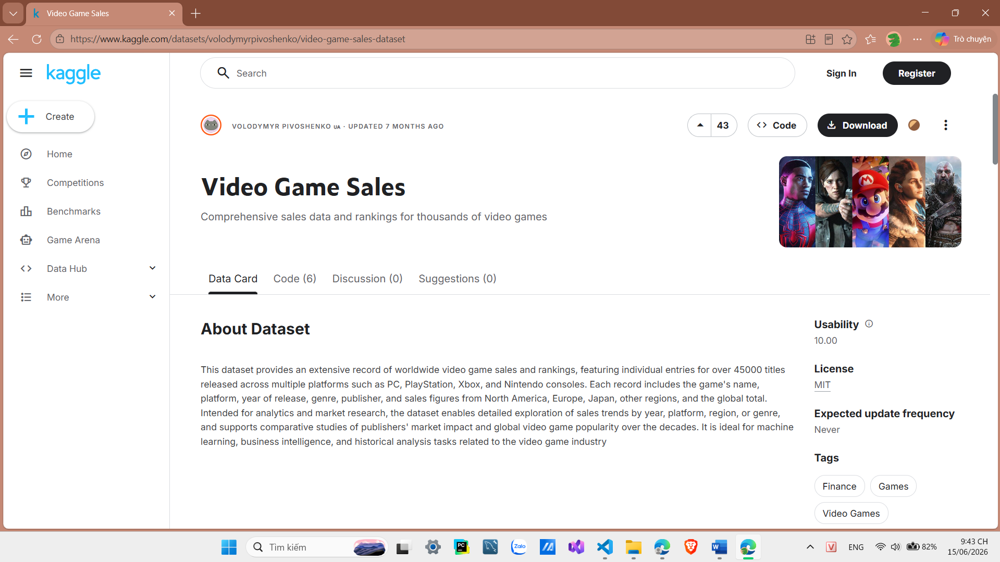 Video Game Sales
https://www.kaggle.com/datasets/volodymyrpivoshenko/video-game-sales-dataset
Trò chuyện
kaggle
Search
Sign In
Register
Create
Home
Competitions
Benchmarks
Game Arena
Data Hub
More
VOLODYMYR PIVOSHENKO UA · UPDATED 7 MONTHS AGO
43
Code
Download
Video Game Sales
Comprehensive sales data and rankings for thousands of video games
Data Card
Code (6)
Discussion (0)
Suggestions (0)
About Dataset
This dataset provides an extensive record of worldwide video game sales and rankings, featuring individual entries for over 45000 titles
released across multiple platforms such as PC, PlayStation, Xbox, and Nintendo consoles. Each record includes the game's name,
platform, year of release, genre, publisher, and sales figures from North America, Europe, Japan, other regions, and the global total.
Intended for analytics and market research, the dataset enables detailed exploration of sales trends by year, platform, region, or genre,
and supports comparative studies of publishers' market impact and global video game popularity over the decades. It is ideal for machine
learning, business intelligence, and historical analysis tasks related to the video game industry
Usability
10.00
License
MIT
Expected update frequency
Never
Tags
Finance
Games
Video Games
Tìm kiếm
PC
Zalo
W
V
ENG
82%
9:43 CH
15/06/2026